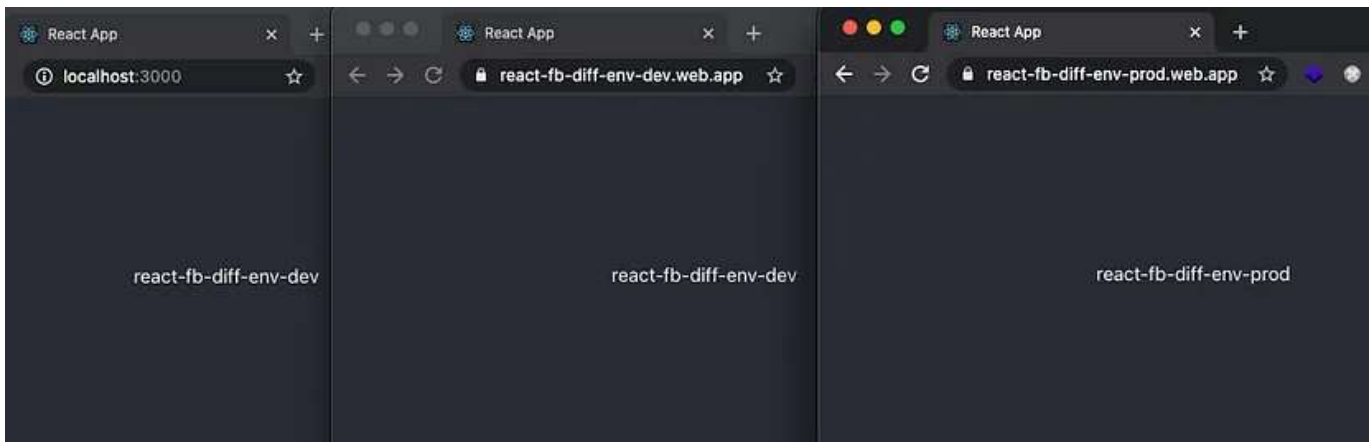 React App
localhost:3000
react-fb-diff-env-dev
React App
react-fb-diff-env-dev.web.app
react-fb-diff-env-dev
React App
react-fb-diff-env-prod.web.app
react-fb-diff-env-prod